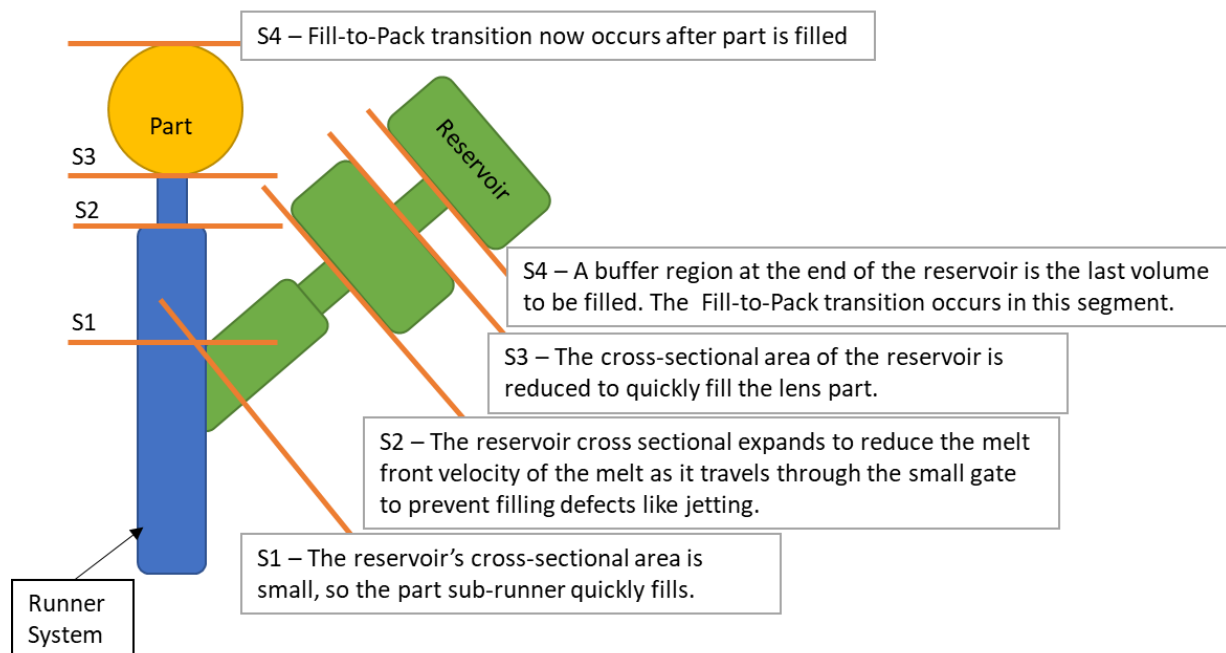 S4 – Fill-to-Pack transition now occurs after part is filled
Part
Reservoir
S3
S2
S4 – A buffer region at the end of the reservoir is the last volume
to be filled. The  Fill-to-Pack transition occurs in this segment.
S1
S3 – The cross-sectional area of the reservoir is
reduced to quickly fill the lens part.
S2 – The reservoir cross sectional expands to reduce the melt
front velocity of the melt as it travels through the small gate
to prevent filling defects like jetting.
S1 – The reservoir’s cross-sectional area is
small, so the part sub-runner quickly fills.
Runner
System